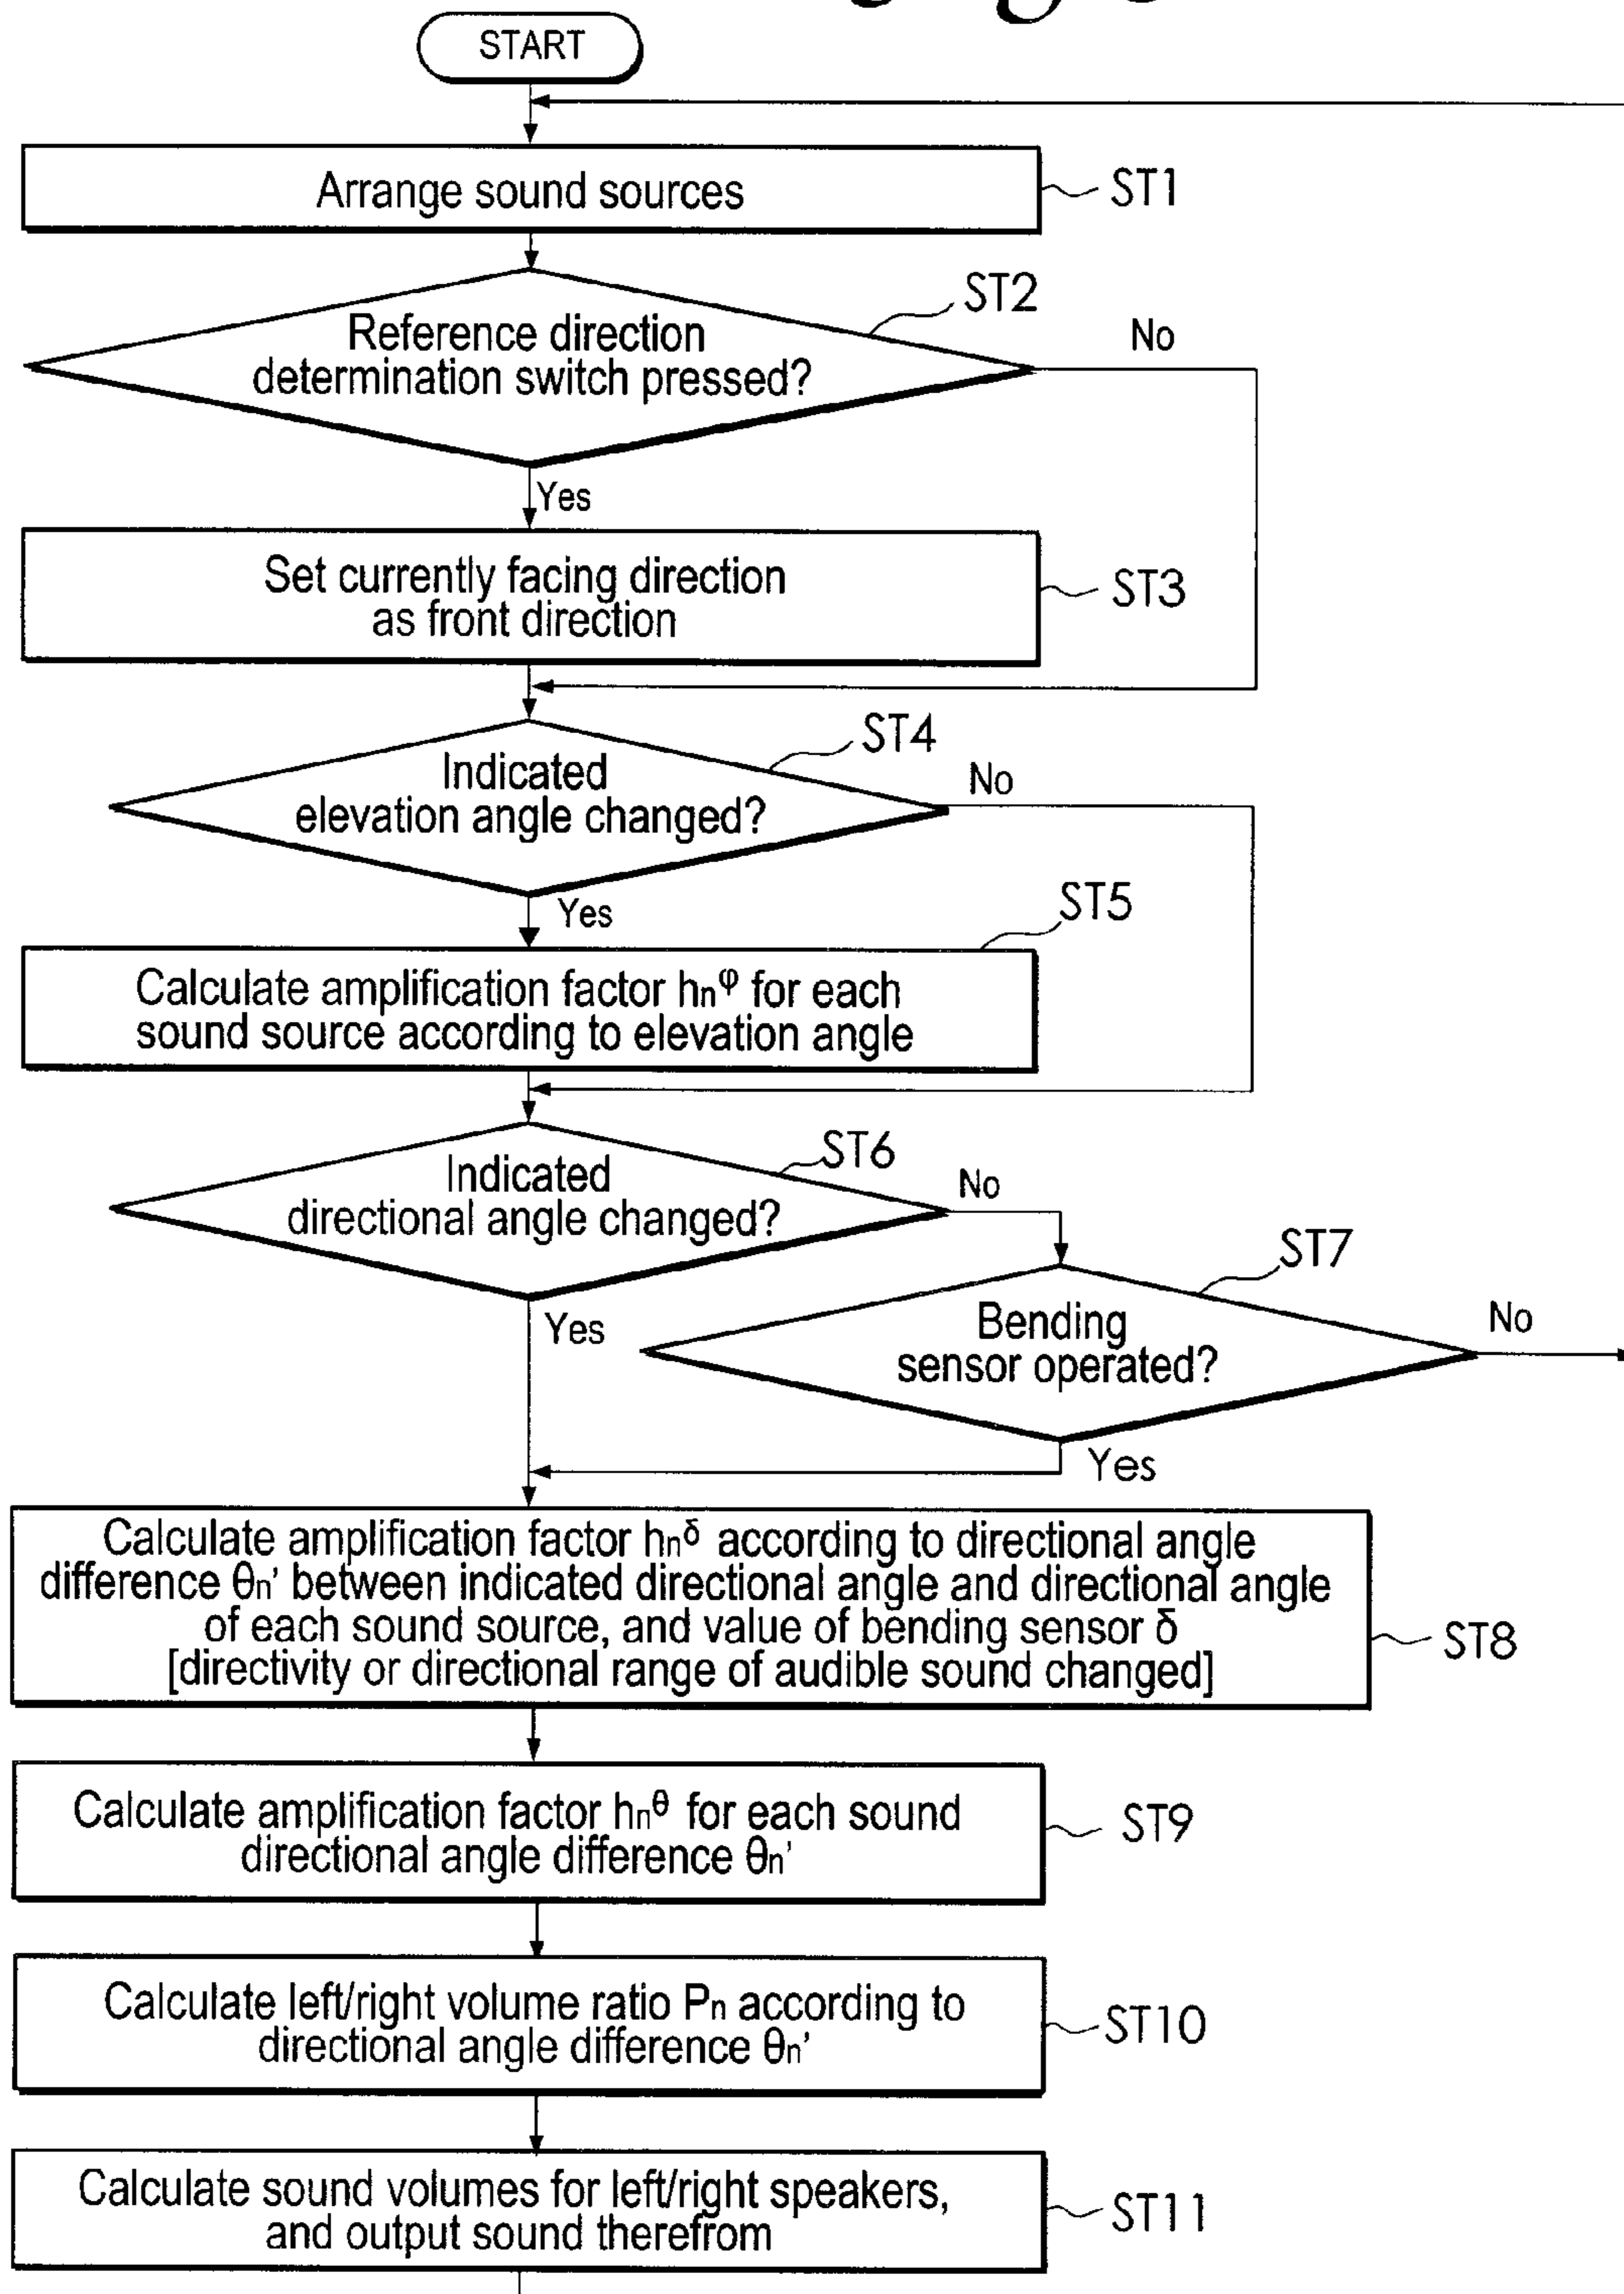 START
Arrange sound sources
ST1
ST2
Reference direction
determination switch pressed?
No
Yes
Set currently facing direction
as front direction
ST3
ST4
Indicated
elevation angle changed?
No
Yes
ST5
Calculate amplification factor hnᵠ for each
sound source according to elevation angle
ST6
Indicated
directional angle changed?
No
Yes
ST7
Bending
sensor operated?
No
Yes
Calculate amplification factor hnᵟ according to directional angle
difference θn' between indicated directional angle and directional angle
of each sound source, and value of bending sensor δ
[directivity or directional range of audible sound changed]
ST8
Calculate amplification factor hnᶿ for each sound
directional angle difference θn'
ST9
Calculate left/right volume ratio Pn according to
directional angle difference θn'
ST10
Calculate sound volumes for left/right speakers,
and output sound therefrom
ST11